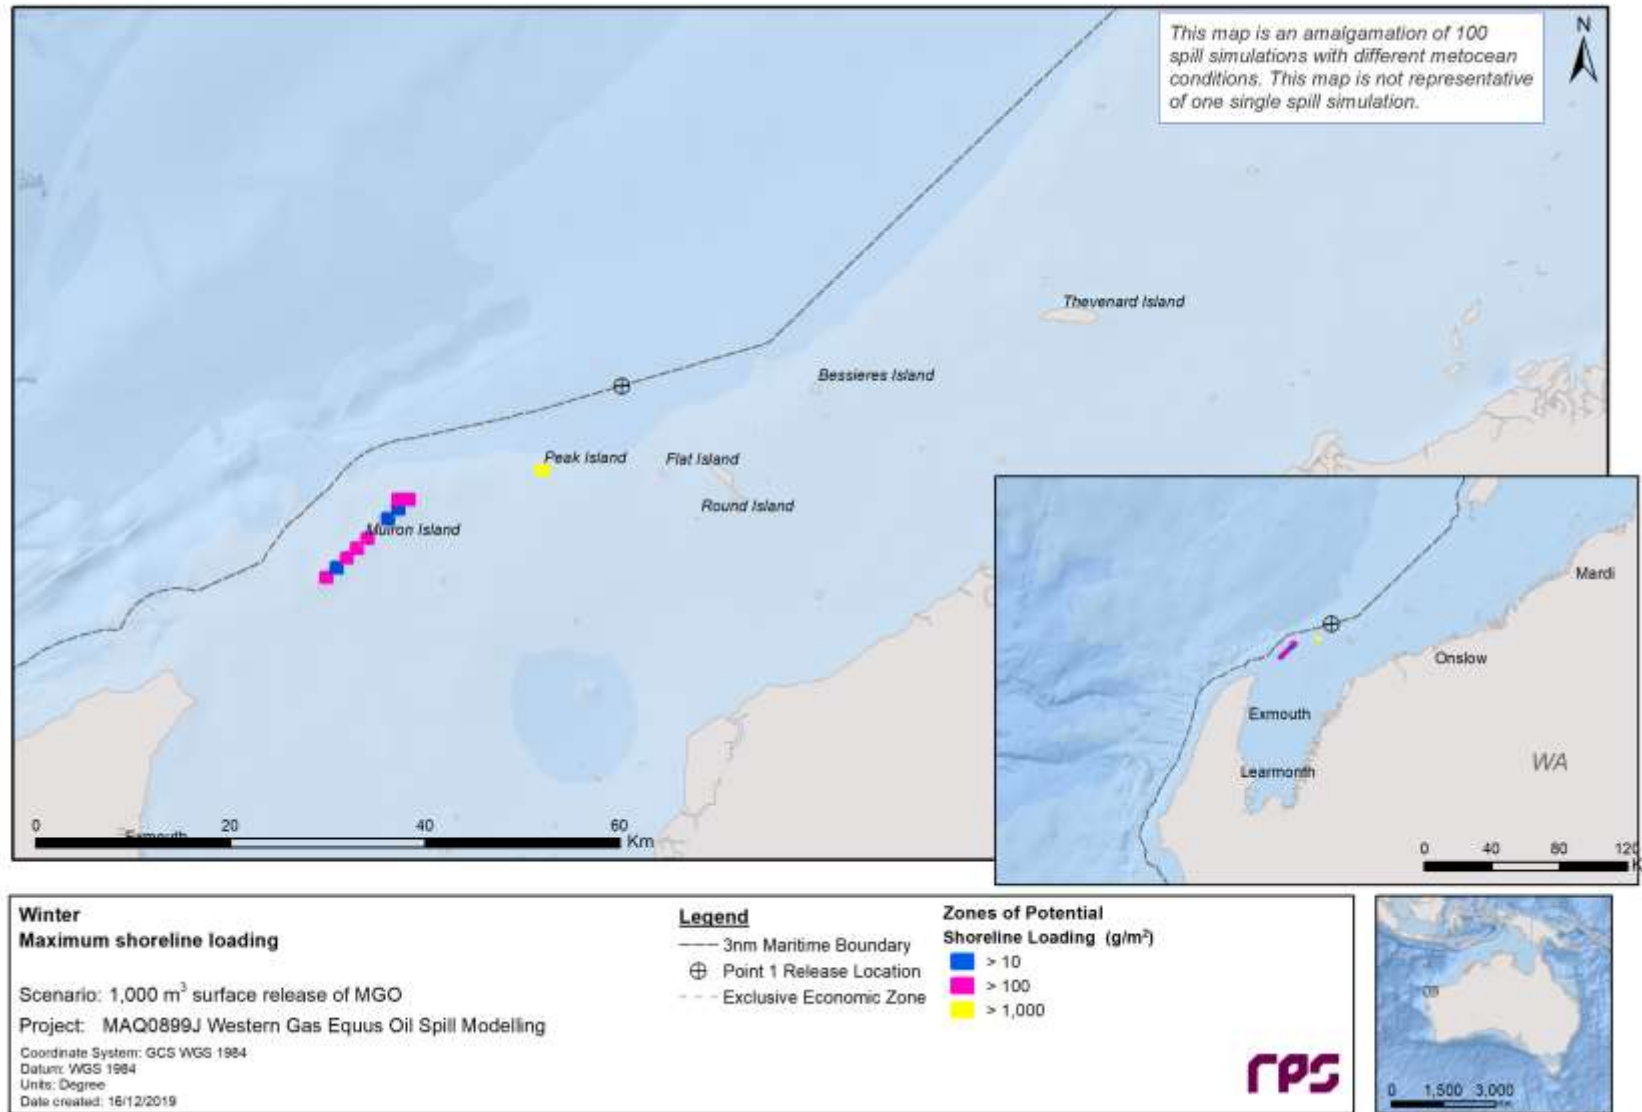 This map is an amalgamation of 100
spill simulations with different metocean
conditions. This map is not representative
of one single spill simulation.
N
Thevenard Island
Bessieres Island
Peak Island
Flat Island
Round Island
Muiron Island
Mardi
Onslow
Exmouth
Learmonth
WA
0 20 40 60
Km
Exmouth
0 40 80 120
Winter
Maximum shoreline loading
Scenario: 1,000 m³ surface release of MGO
Project: MAQ0899J Western Gas Equus Oil Spill Modelling
Coordinate System: GCS WGS 1984
Datum: WGS 1984
Units: Degree
Date created: 16/12/2019
Legend
3nm Maritime Boundary
Point 1 Release Location
Exclusive Economic Zone
Zones of Potential
Shoreline Loading (g/m²)
> 10
> 100
> 1,000
rps
0 1,500 3,000